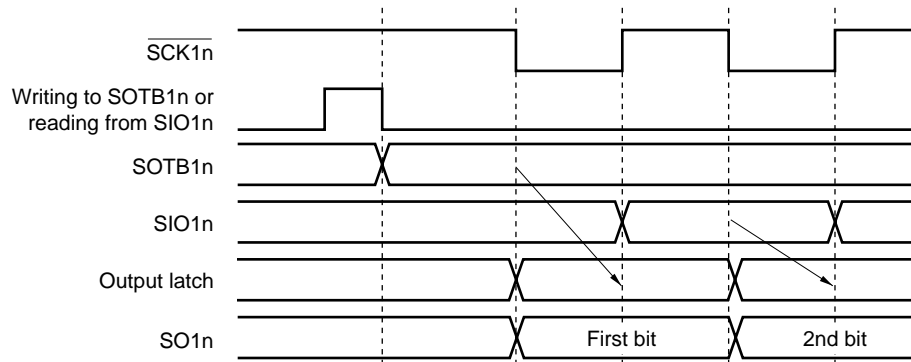 SCK1n
Writing to SOTB1n or
reading from SIO1n
SOTB1n
SIO1n
Output latch
SO1n
First bit
2nd bit